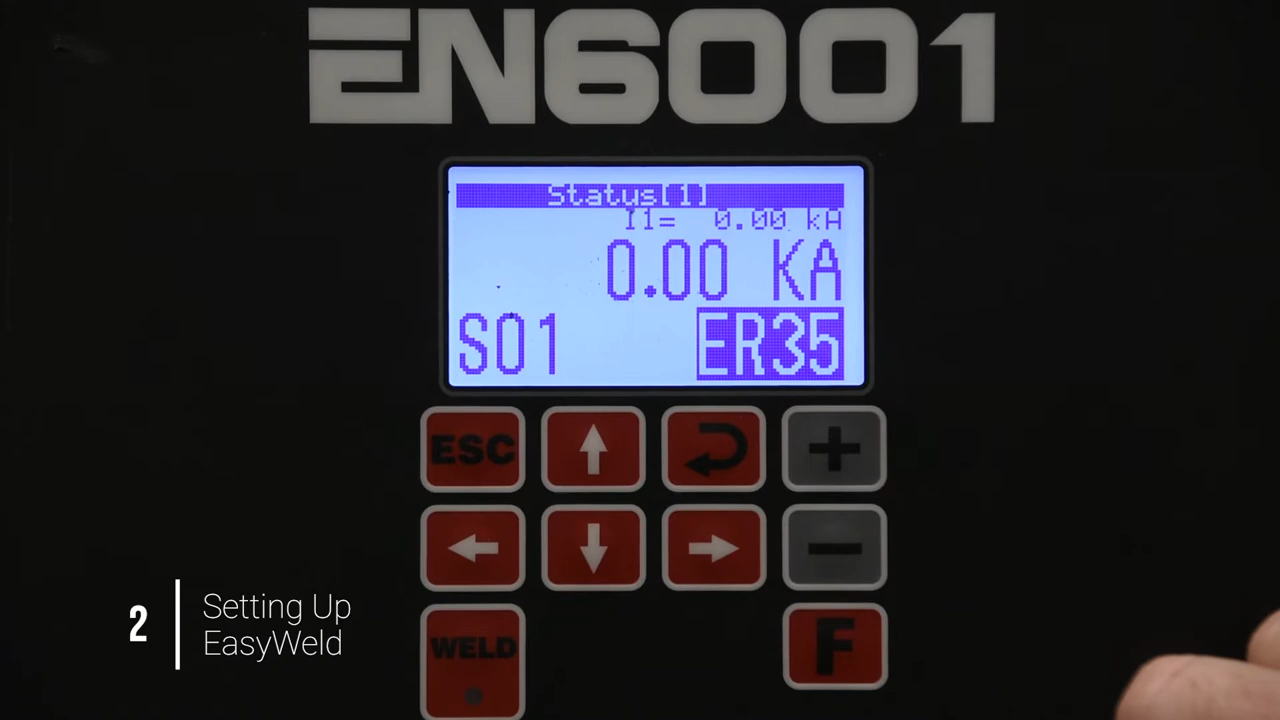 EN6001
Status[1]
I1= 0.00 kA
0.00 KA
S01 ER35
ESC
+
-
WELD
F
2
Setting Up
EasyWeld